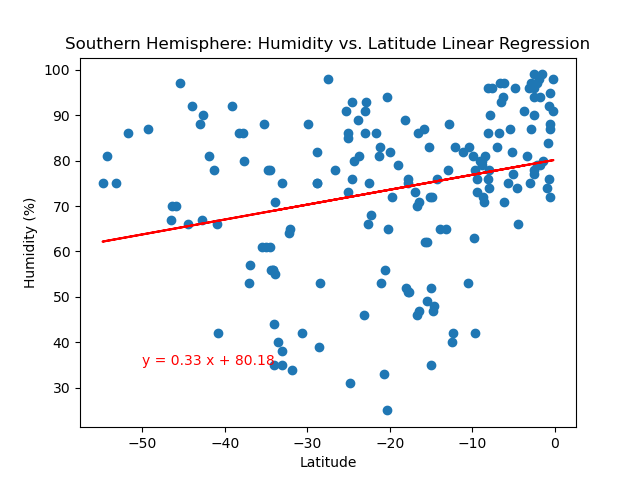 Southern Hemisphere: Humidity vs. Latitude Linear Regression
100
90
80
70
60
50
40
30
Humidity (%)
y = 0.33 x + 80.18
−50 −40 −30 −20 −10 0
Latitude